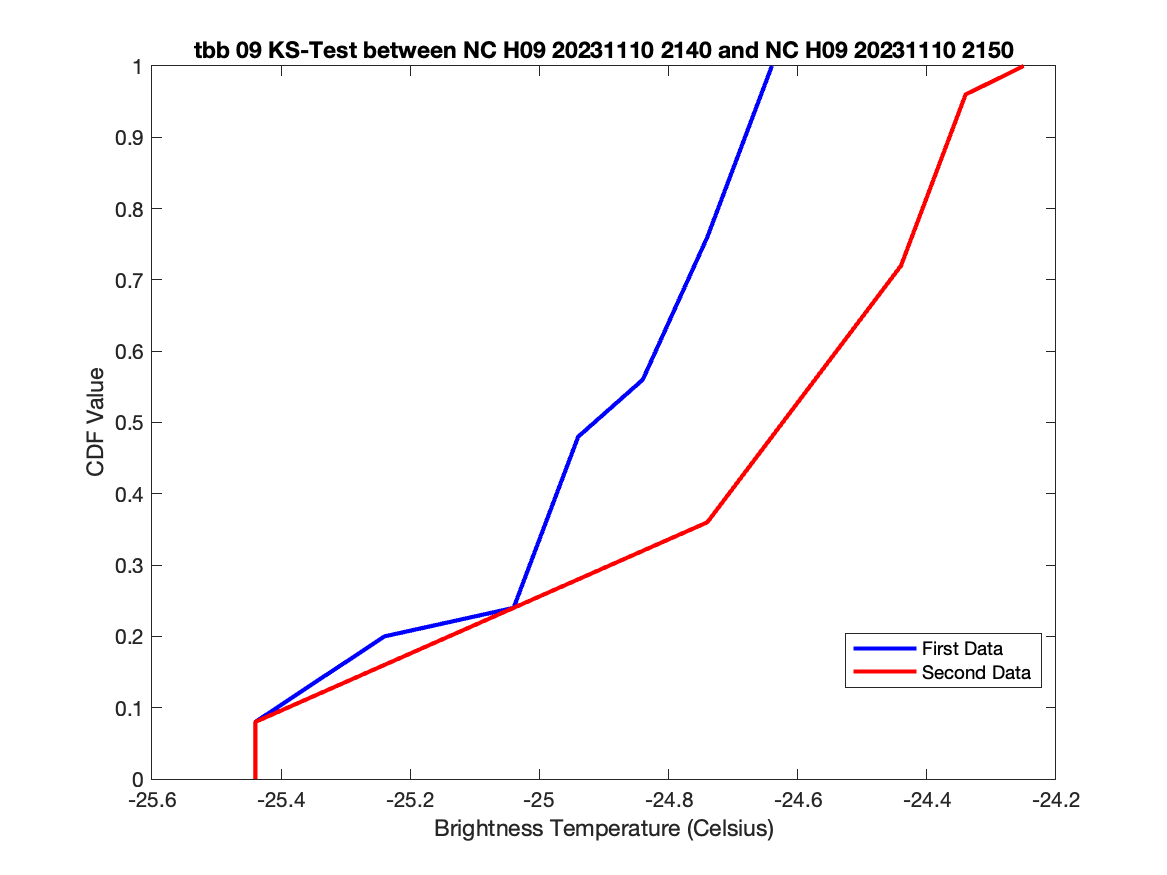 tbb 09 KS-Test between NC H09 20231110 2140 and NC H09 20231110 2150
1
0.9
0.8
0.7
0.6
0.5
0.4
0.3
0.2
0.1
0
CDF Value
First Data
Second Data
-25.6 -25.4 -25.2 -25 -24.8 -24.6 -24.4 -24.2
Brightness Temperature (Celsius)